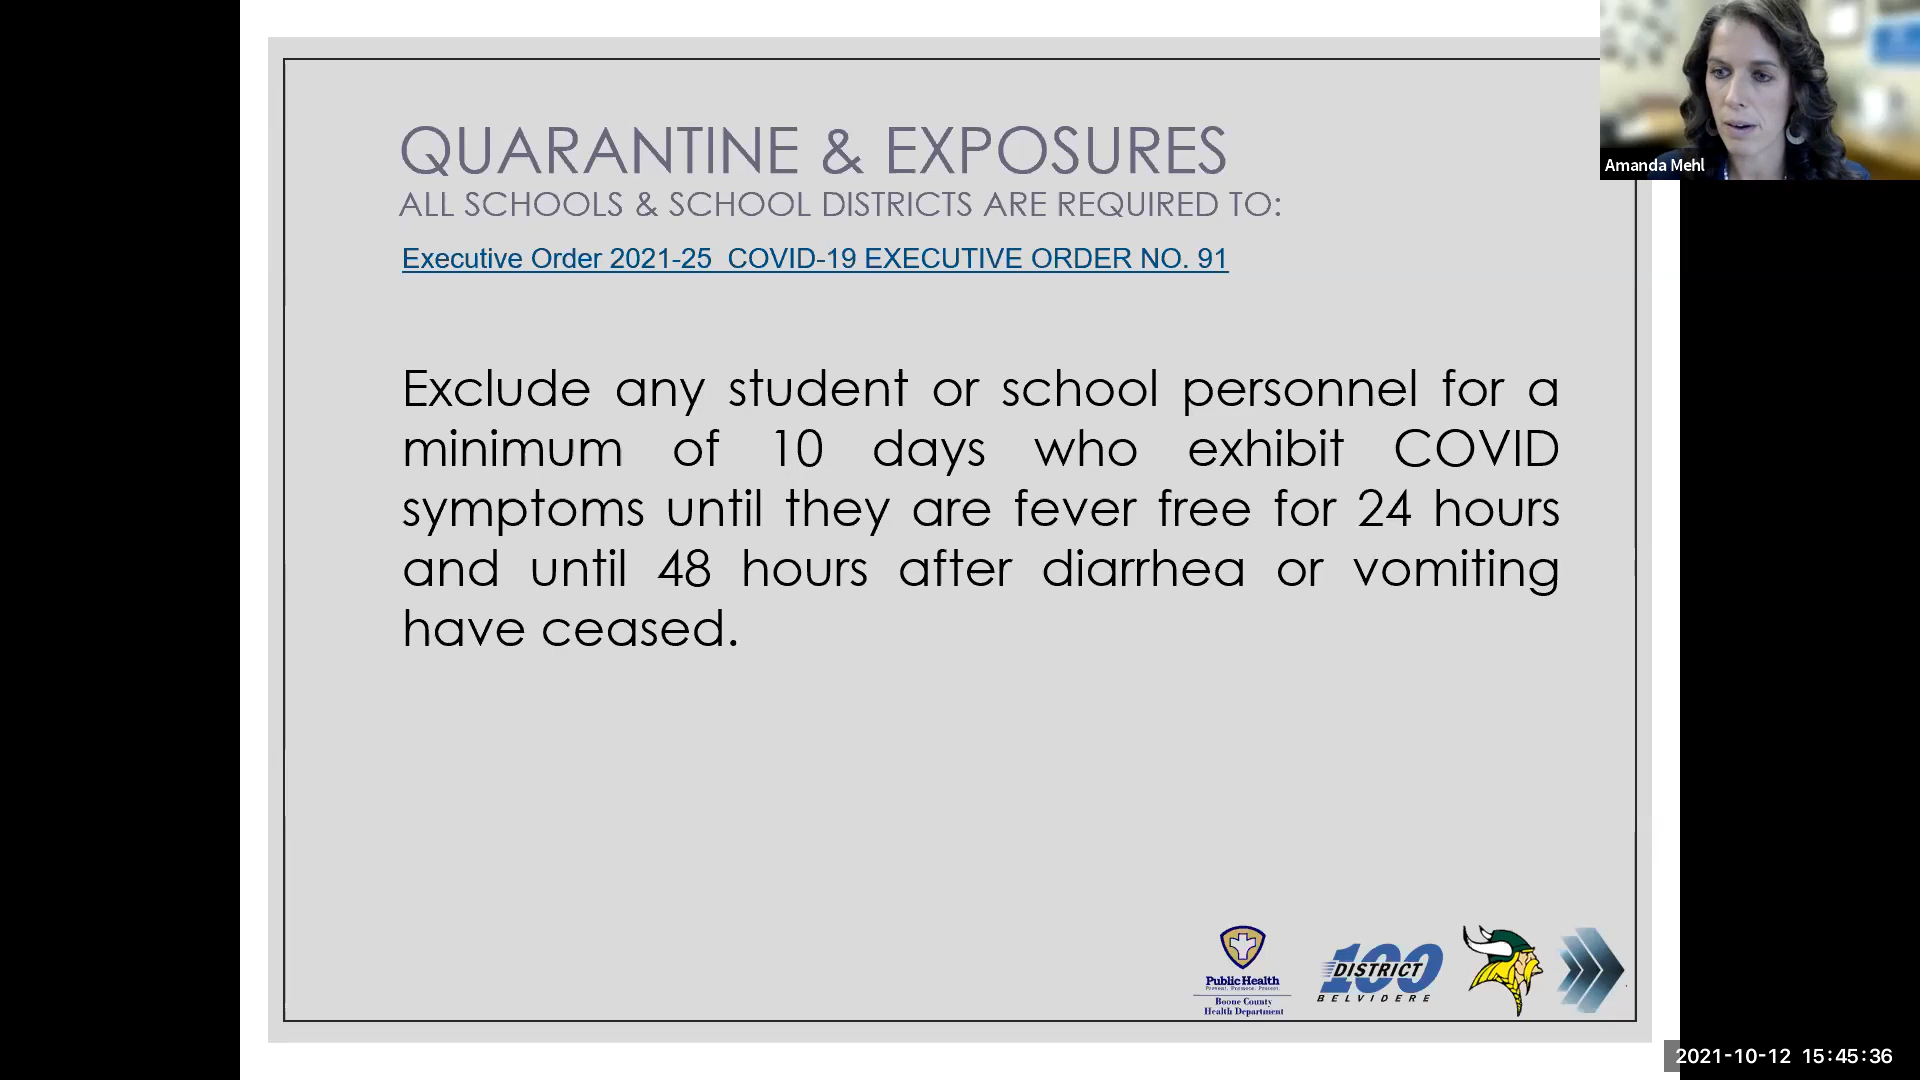 QUARANTINE & EXPOSURES
ALL SCHOOLS & SCHOOL DISTRICTS ARE REQUIRED TO:
Executive Order 2021-25  COVID-19 EXECUTIVE ORDER NO. 91
Exclude any student or school personnel for a
minimum of 10 days who exhibit COVID
symptoms until they are fever free for 24 hours
and until 48 hours after diarrhea or vomiting
have ceased.
Amanda Mehl
Public Health
Prevent. Promote. Protect.
Boone County
Health Department
100
DISTRICT
BELVIDERE
2021-10-12 15:45:36